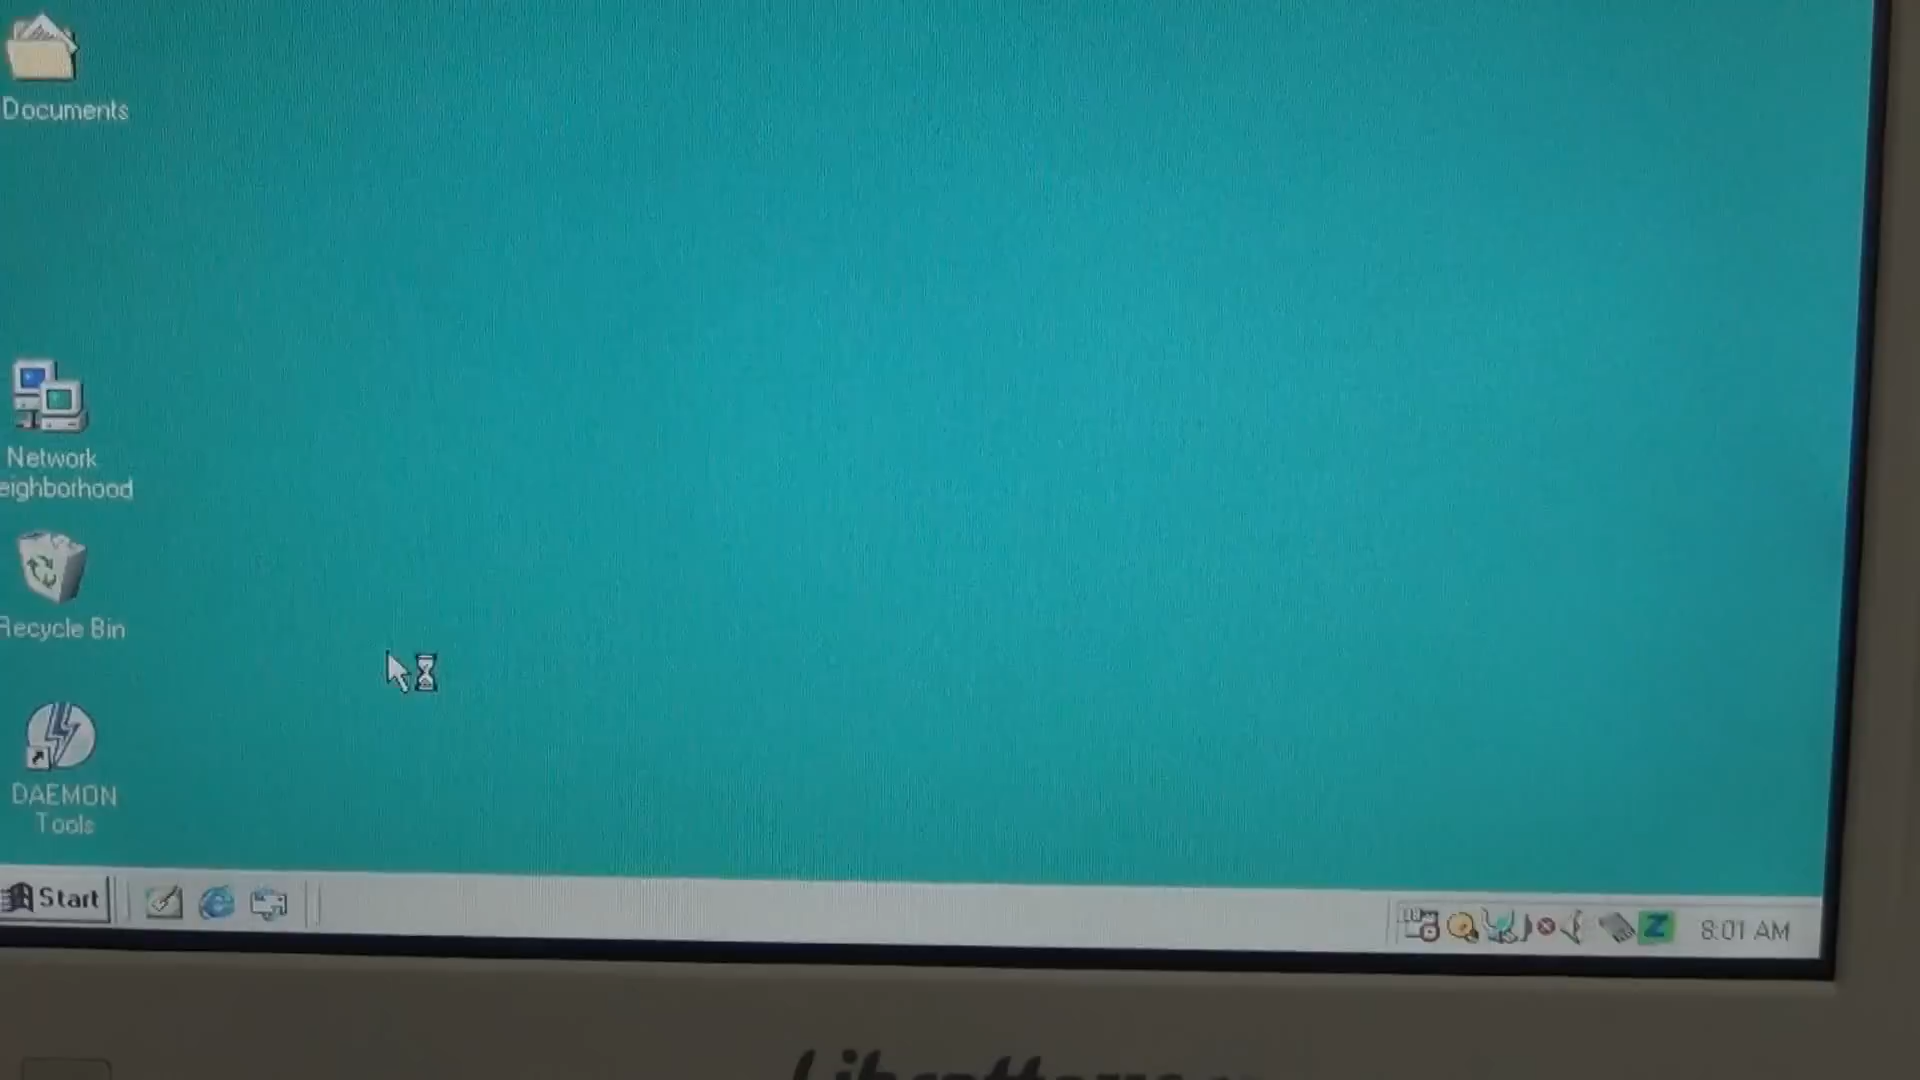 Documents
Network
eighborhood
Recycle Bin
DAEMON
Tools
Start
8:01 AM
Z